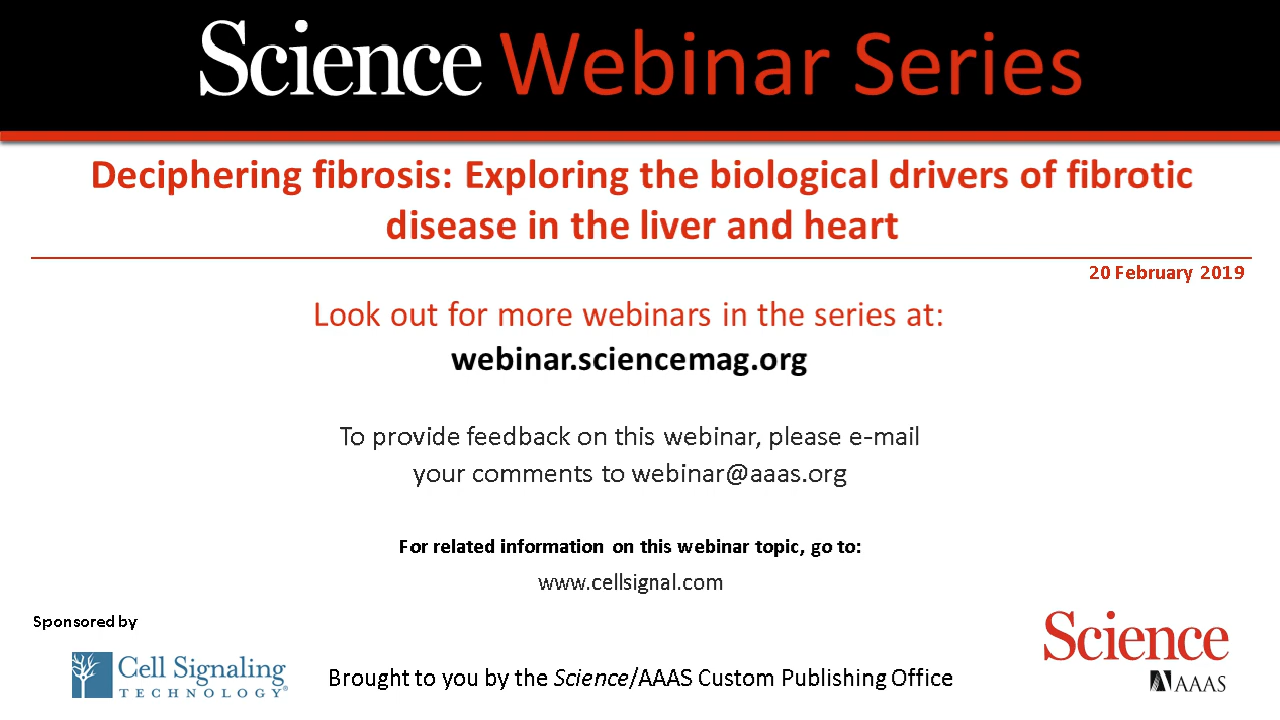 Science Webinar Series
Deciphering fibrosis: Exploring the biological drivers of fibrotic
disease in the liver and heart
20 February 2019
Look out for more webinars in the series at:
webinar.sciencemag.org
To provide feedback on this webinar, please e-mail
your comments to webinar@aaas.org
For related information on this webinar topic, go to:
www.cellsignal.com
Sponsored by
Cell Signaling
TECHNOLOGY®
Brought to you by the Science/AAAS Custom Publishing Office
Science
AAAS